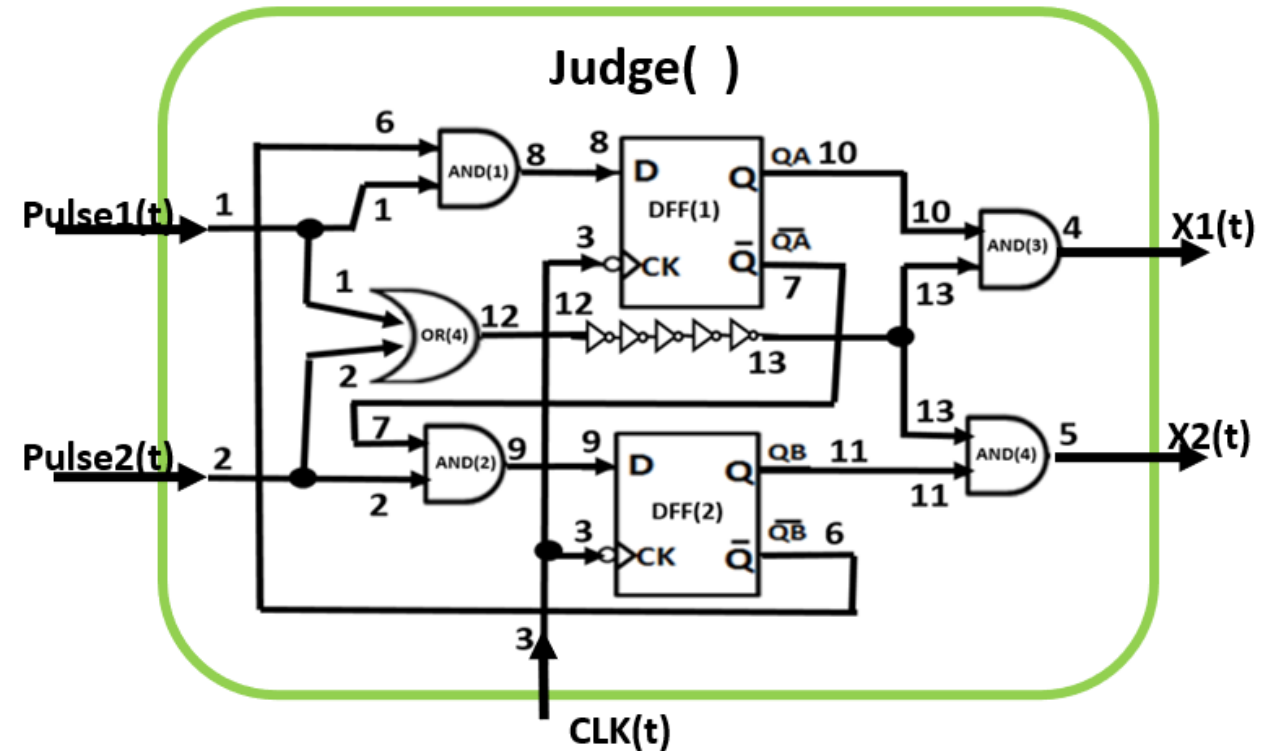 Judge( )
6
AND(1)
8
8
D
Q
QA 10
DFF(1)
Pulse1(t)
1
1
3
CK
Q̅
Q̅A̅
7
10
AND(3)
4
X1(t)
13
1
OR(4)
12
12
13
2
7
AND(2)
9
9
D
Q
QB 11
13
AND(4)
5
X2(t)
11
Pulse2(t)
2
2
DFF(2)
3
CK
Q̅
Q̅B̅ 6
3
CLK(t)